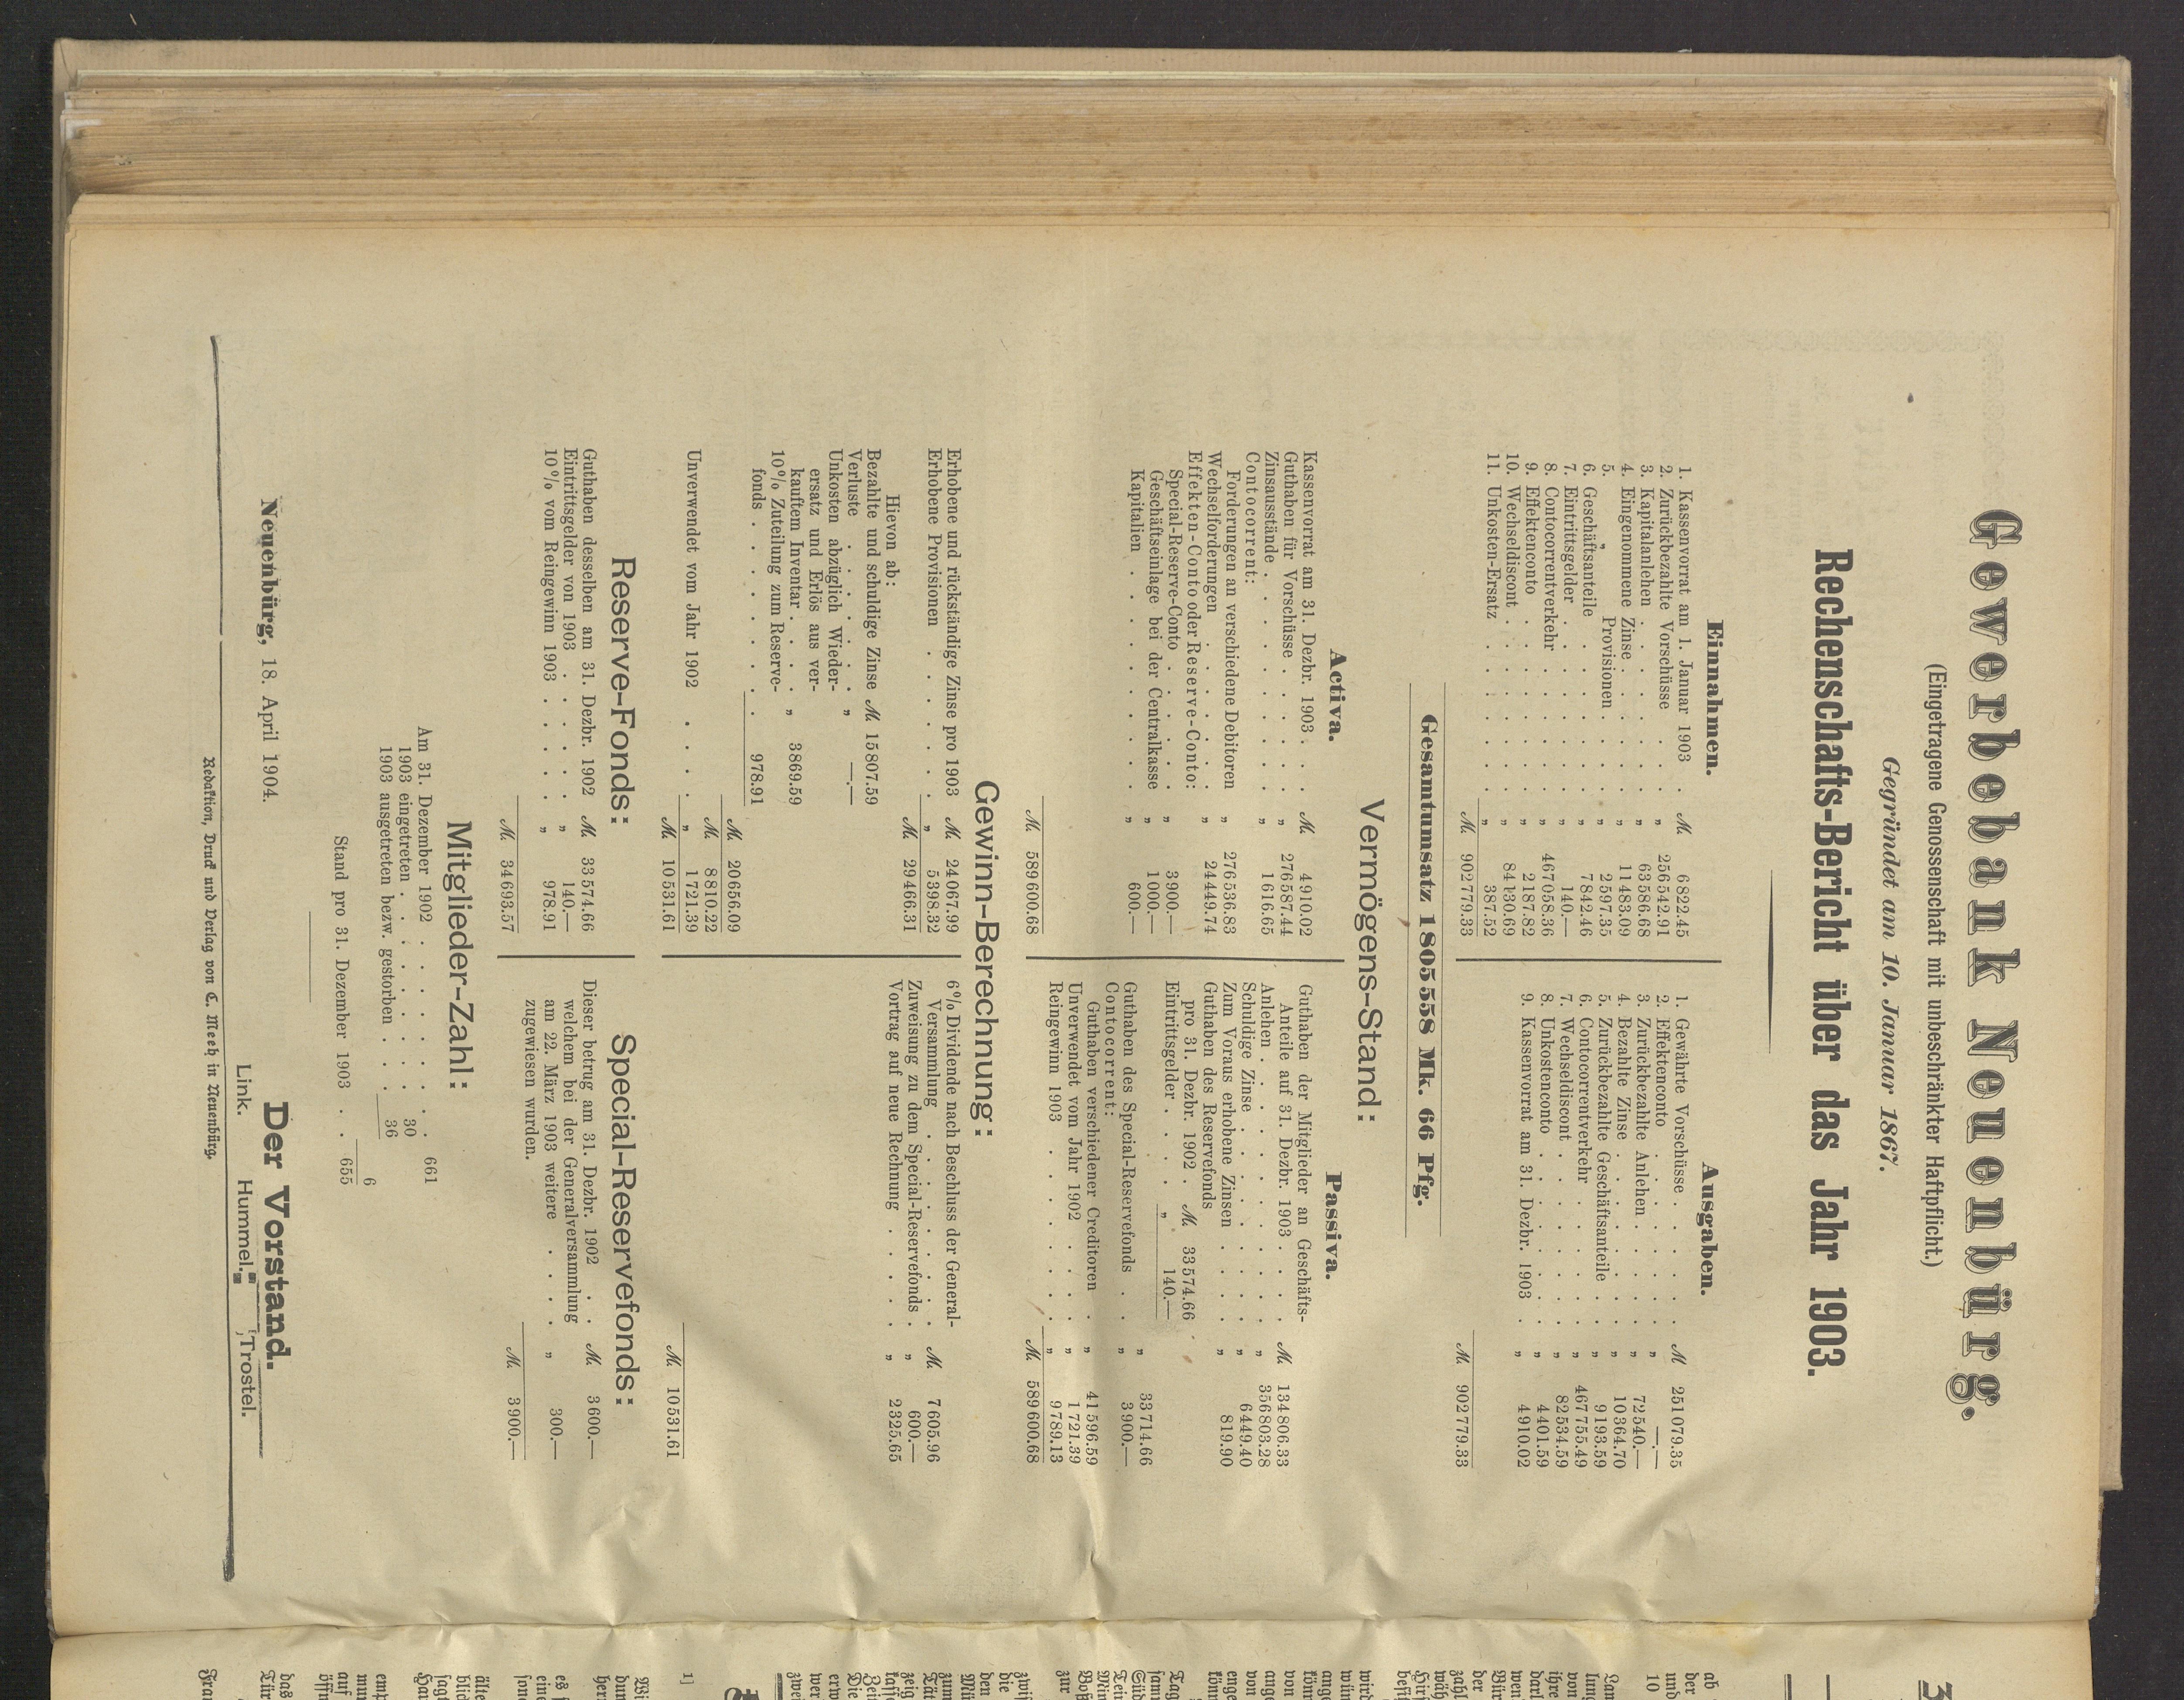 Gewerbebank Neuenbürg.
(Eingetragene Genossenschaft mit unbeschränkter Haftpflicht.)
Gegründet am 10. Januar 1867.
Rechenschafts-Bericht über das Jahr 1903.
Einnahmen.
1. Kassenvorrat am 1. Januar 1903 . . M. 6822.45
2. Zurückbezahlte Vorschüsse . . . „ 256542.91
3. Kapitalanlehen . . . . . . „ 63586.68
4. Eingenommene Zinse . . . . . „ 11483.09
5. „ Provisionen . . . . „ 2597.35
6. Geschäftsanteile . . . . . . „ 7842.46
7. Eintrittsgelder . . . . . . „ 140.—
8. Contocorrentverkehr . . . . . „ 467058.36
9. Effektenconto . . . . . . „ 2187.82
10. Wechseldiscont . . . . . . „ 84130.69
11. Unkosten-Ersatz . . . . . . „ 387.52
M. 902779.33
Ausgaben.
1. Gewährte Vorschüsse . . . . . M 251079.35
2. Effektenconto . . . . . . „ —.—
3. Zurückbezahlte Anlehen . . . . „ 72540.—
4. Bezahlte Zinse . . . . . . „ 10364.70
5. Zurückbezahlte Geschäftsanteile . . „ 9193.59
6. Contocorrentverkehr . . . . . „ 467755.49
7. Wechseldiscont . . . . . . „ 82534.59
8. Unkostenconto . . . . . . „ 4401.59
9. Kassenvorrat am 31. Dezbr. 1903 . . „ 4910.02
M. 902779.33
Gesamtumsatz 1805558 Mk. 66 Pfg.
Vermögens-Stand:
Activa.
Kassenvorrat am 31. Dezbr. 1903 . . M. 4910.02
Guthaben für Vorschüsse . . . . „ 276587.44
Zinsausstände . . . . . . . „ 1616.65
Contocorrent:
Forderungen an verschiedene Debitoren „ 276536.83
Wechselforderungen . . . . . . „ 24449.74
Effekten-Conto oder Reserve-Conto:
Special-Reserve-Conto . . . . . „ 3900.—
Geschäftseinlage bei der Centralkasse „ 1000.—
Kapitalien . . . . . . . „ 600.—
M. 589600.68
Passiva.
Guthaben der Mitglieder an Geschäfts-
Anteile auf 31. Dezbr. 1903 . . . M. 134806.33
Anlehen . . . . . . . . „ 356803.28
Schuldige Zinse . . . . . . „ 6449.40
Zum Voraus erhobene Zinsen . . . „ 819.90
Guthaben des Reservefonds
pro 31. Dezbr. 1902 . M. 33574.66
Eintrittsgelder . . . . „ 140.—
„ 33714.66
Guthaben des Special-Reservefonds . . „ 3900.—
Contocorrent:
Guthaben verschiedener Creditoren . „ 41596.59
Unverwendet vom Jahr 1902 . . . „ 1721.39
Reingewinn 1903 . . . . . . „ 9789.13
M. 589600.68
Gewinn-Berechnung:
Erhobene und rückständige Zinse pro 1903 M. 24067.99
Erhobene Provisionen . . . . . „ 5398.32
M. 29466.31
Hievon ab:
Bezahlte und schuldige Zinse M. 15807.59
Verluste . . . . . „ —.—
Unkosten abzüglich Wieder-
ersatz und Erlös aus ver-
kauftem Inventar . . . . „ 3869.59
10% Zuteilung zum Reserve-
fonds . . . . . . . 978.91
M. 20656.09
M. 8810.22
Unverwendet vom Jahr 1902 . . . „ 1721.39
M. 10531.61
6% Dividende nach Beschluss der General-
Versammlung . . . . . . M. 7605.96
Zuweisung zu dem Special-Reservefonds . „ 600.—
Vortrag auf neue Rechnung . . . . „ 2325.65
M. 10531.61
Reserve-Fonds:
Guthaben desselben am 31. Dezbr. 1902 M. 33574.66
Eintrittsgelder von 1903 . . . . . „ 140.—
10% vom Reingewinn 1903 . . . . „ 978.91
M. 34693.57
Special-Reservefonds:
Dieser betrug am 31. Dezbr. 1902 . . M. 3600.—
welchem bei der Generalversammlung
am 22. März 1903 weitere . . . . „ 300.—
zugewiesen wurden.
M. 3900.—
Mitglieder-Zahl:
Am 31. Dezember 1902 . . . . . . . 661
1903 eingetreten . . . . . . . 30
1903 ausgetreten bezw. gestorben . . . 36
6
Stand pro 31. Dezember 1903 . . 655
Neuenbürg, 18. April 1904.
Der Vorstand.
Link. Hummel. Trostel.
Redaktion, Druck und Verlag von C. Meeh in Neuenbürg.